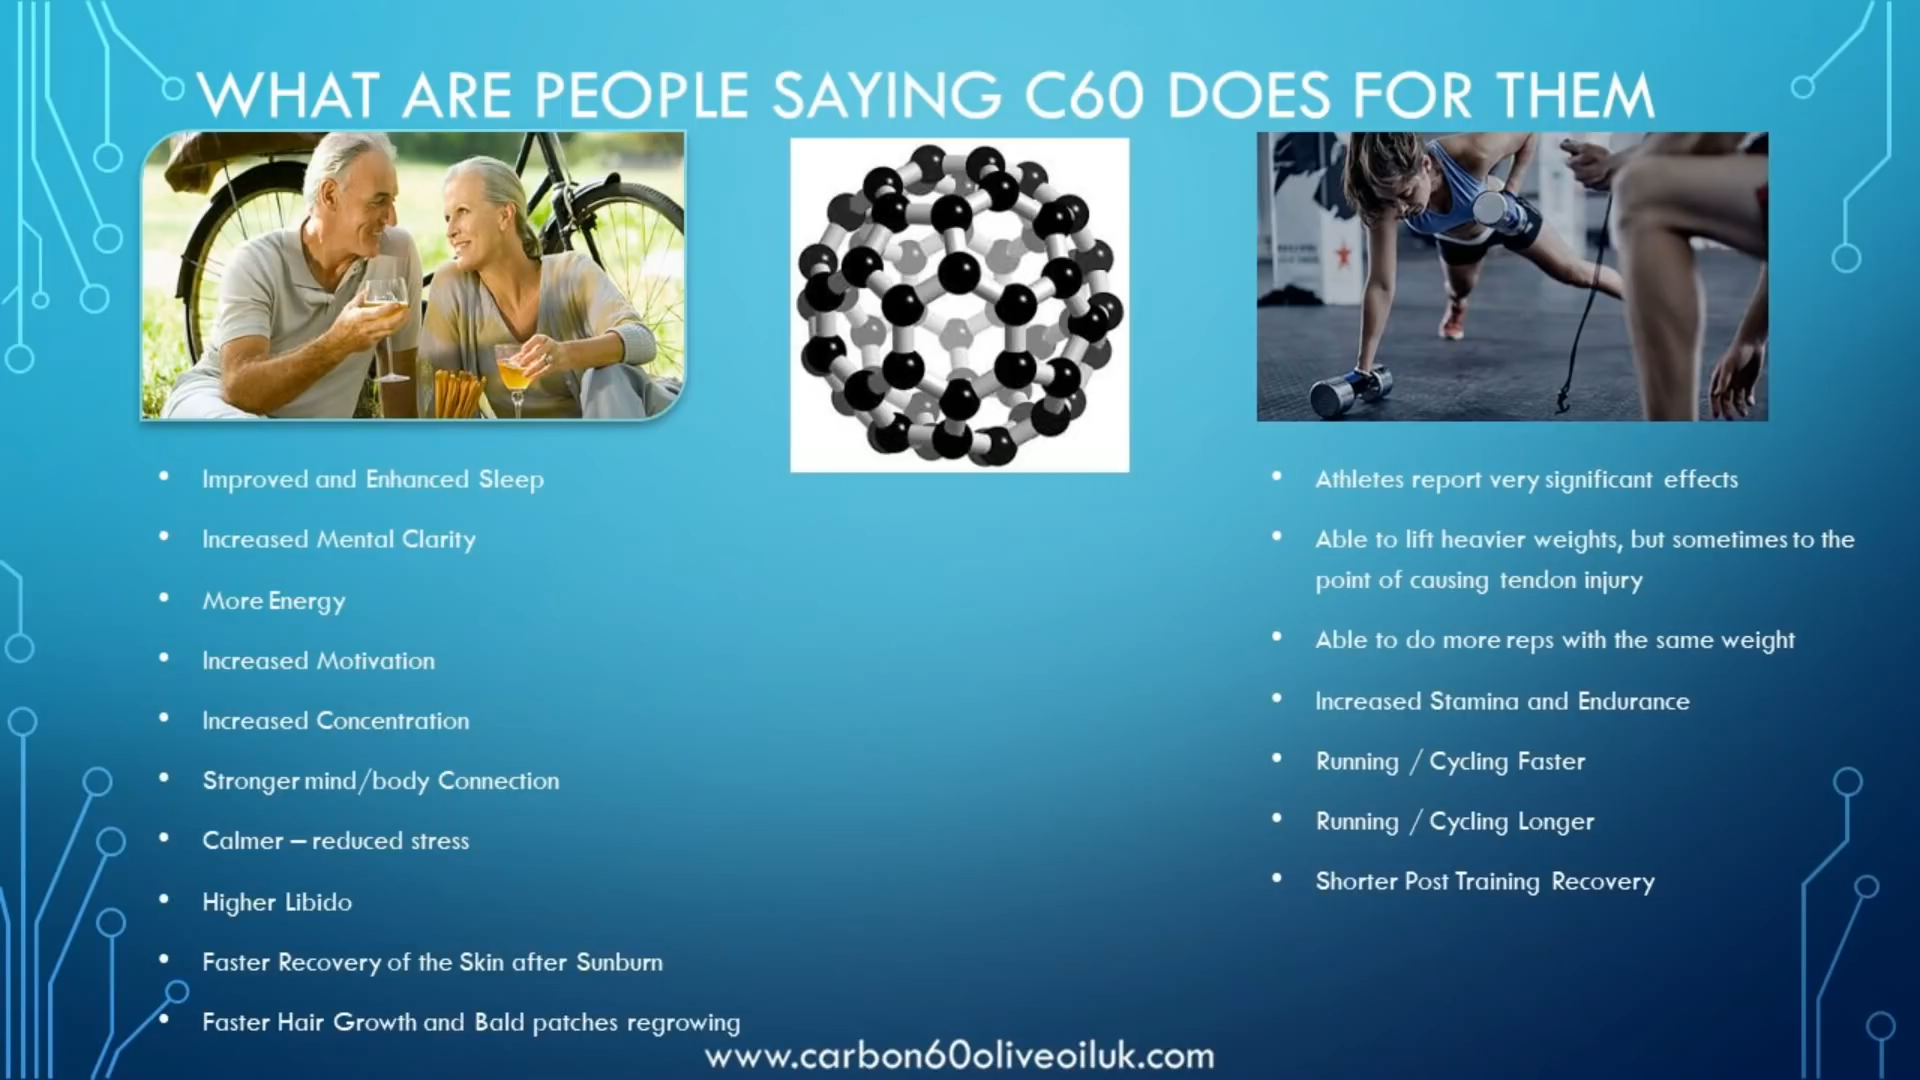 WHAT ARE PEOPLE SAYING C60 DOES FOR THEM
Improved and Enhanced Sleep
Increased Mental Clarity
More Energy
Increased Motivation
Increased Concentration
Stronger mind/body Connection
Calmer – reduced stress
Higher Libido
Faster Recovery of the Skin after Sunburn
Faster Hair Growth and Bald patches regrowing
Athletes report very significant effects
Able to lift heavier weights, but sometimes to the
point of causing tendon injury
Able to do more reps with the same weight
Increased Stamina and Endurance
Running / Cycling Faster
Running / Cycling Longer
Shorter Post Training Recovery
www.carbon60oliveoiluk.com